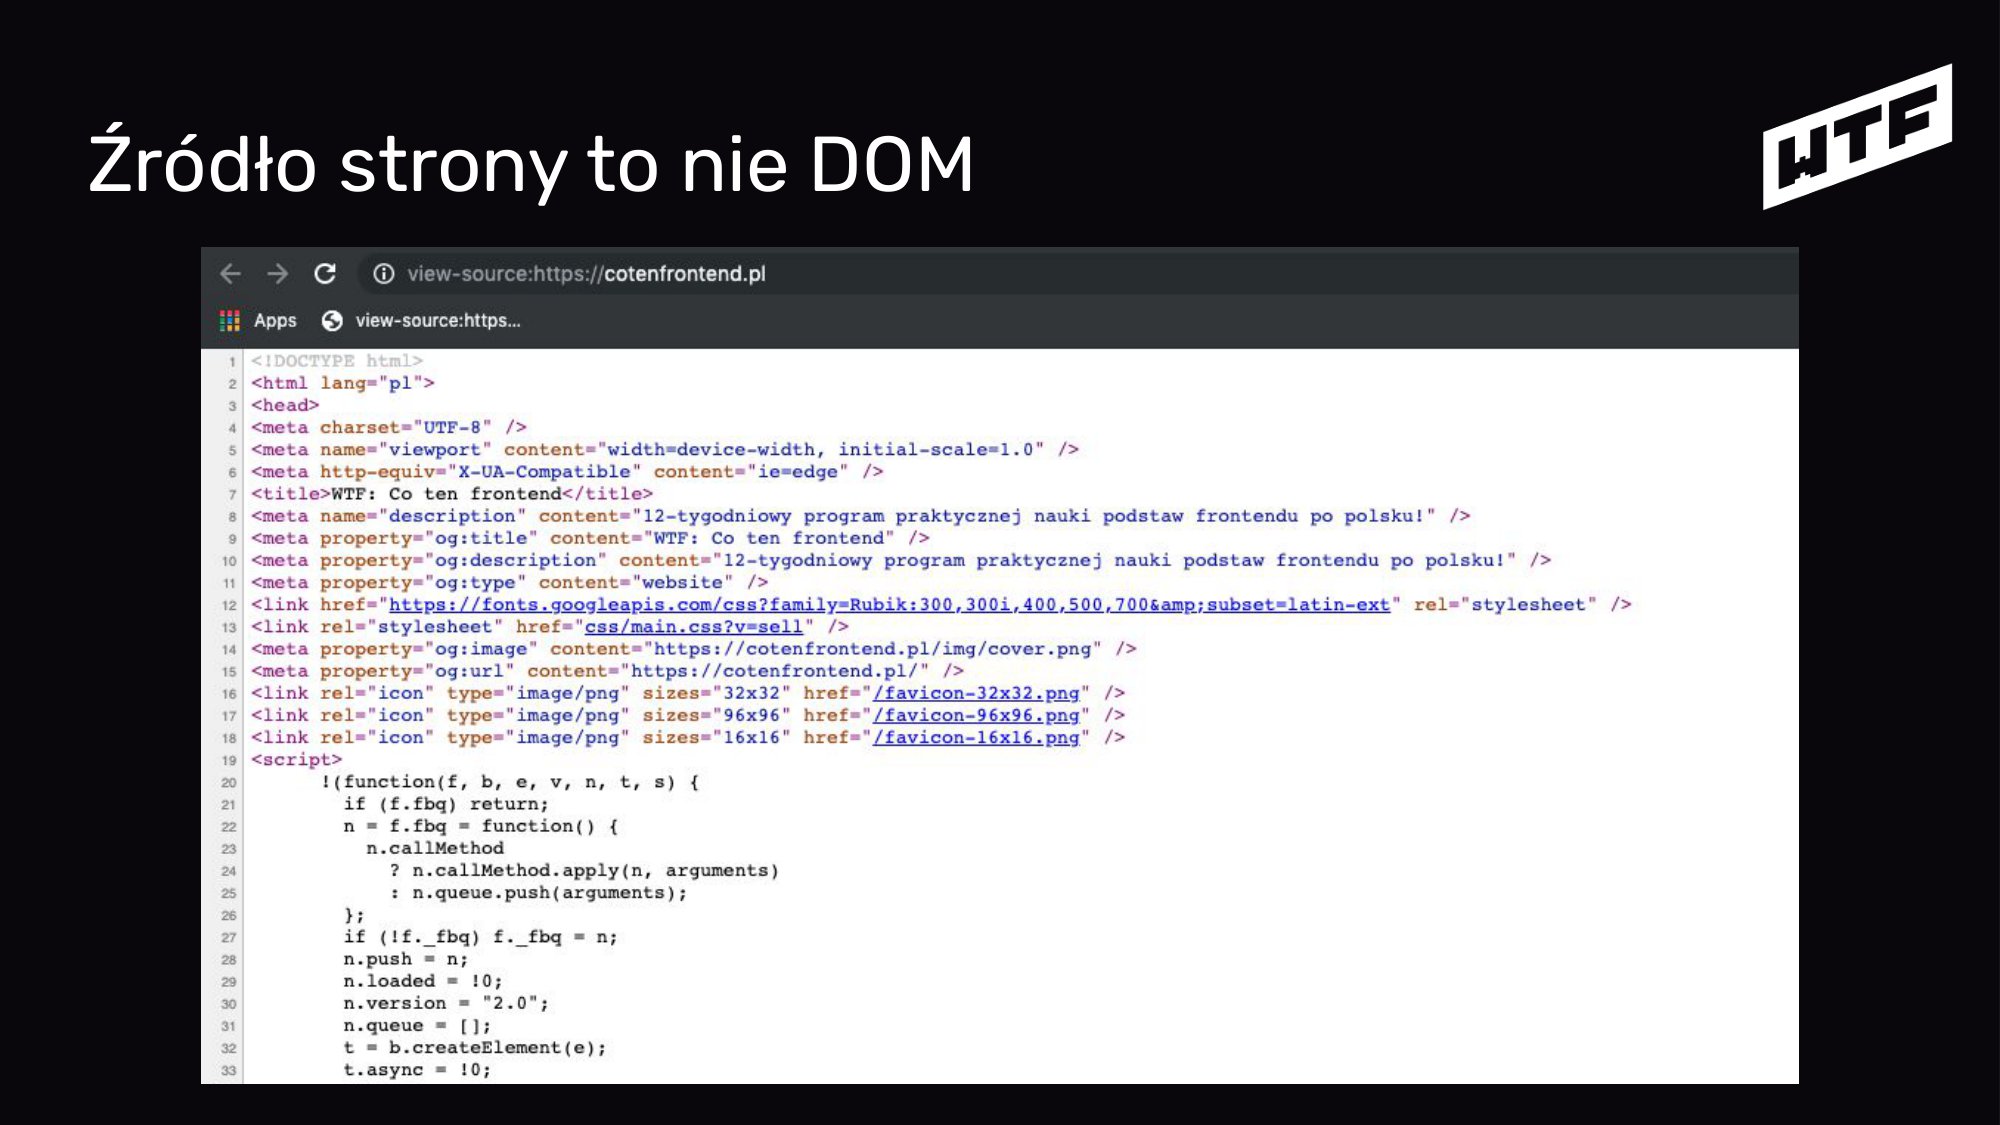 Źródło strony to nie DOM
WTF
view-source:https://cotenfrontend.pl
Apps view-source:https...
1 <!DOCTYPE html>
2 <html lang="pl">
3 <head>
4 <meta charset="UTF-8" />
5 <meta name="viewport" content="width=device-width, initial-scale=1.0" />
6 <meta http-equiv="X-UA-Compatible" content="ie=edge" />
7 <title>WTF: Co ten frontend</title>
8 <meta name="description" content="12-tygodniowy program praktycznej nauki podstaw frontendu po polsku!" />
9 <meta property="og:title" content="WTF: Co ten frontend" />
10 <meta property="og:description" content="12-tygodniowy program praktycznej nauki podstaw frontendu po polsku!" />
11 <meta property="og:type" content="website" />
12 <link href="https://fonts.googleapis.com/css?family=Rubik:300,300i,400,500,700&amp;subset=latin-ext" rel="stylesheet" />
13 <link rel="stylesheet" href="css/main.css?v=sell" />
14 <meta property="og:image" content="https://cotenfrontend.pl/img/cover.png" />
15 <meta property="og:url" content="https://cotenfrontend.pl/" />
16 <link rel="icon" type="image/png" sizes="32x32" href="/favicon-32x32.png" />
17 <link rel="icon" type="image/png" sizes="96x96" href="/favicon-96x96.png" />
18 <link rel="icon" type="image/png" sizes="16x16" href="/favicon-16x16.png" />
19 <script>
20 !(function(f, b, e, v, n, t, s) {
21 if (f.fbq) return;
22 n = f.fbq = function() {
23 n.callMethod
24 ? n.callMethod.apply(n, arguments)
25 : n.queue.push(arguments);
26 };
27 if (!f._fbq) f._fbq = n;
28 n.push = n;
29 n.loaded = !0;
30 n.version = "2.0";
31 n.queue = [];
32 t = b.createElement(e);
33 t.async = !0;